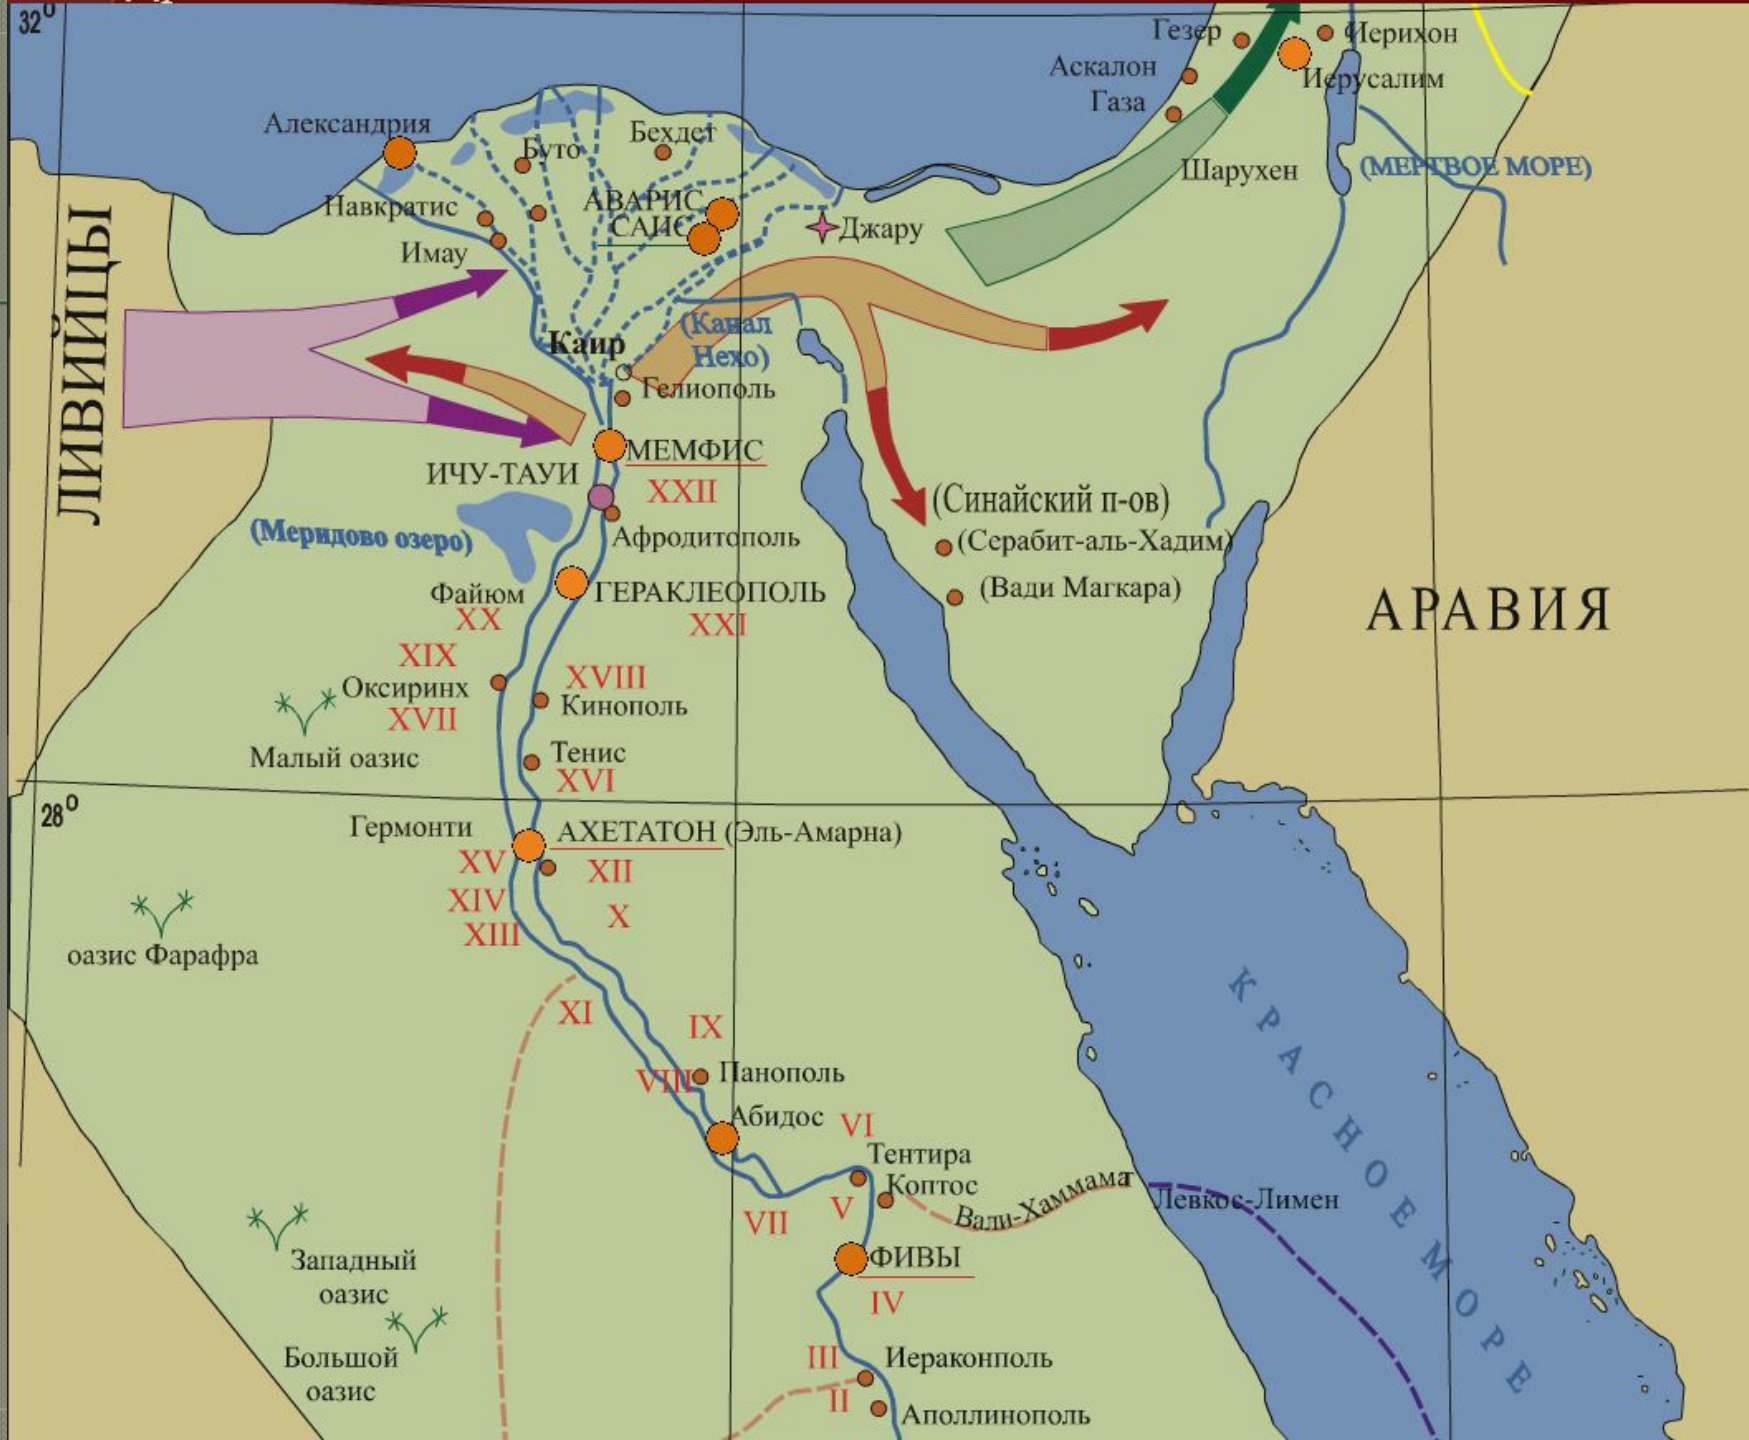 32⁰
Гезер
Иерихон
Аскалон
Иерусалим
Газа
Александрия
Бехдет
Буто
Шарухен
(МЕРТВОЕ МОРЕ)
Навкратис
АВАРИС
САИС
Джару
Имау
ЛИВИЙЦЫ
Каир
(Канал
Нехо)
Гелиополь
МЕМФИС
ИЧУ-ТАУИ
XXII
(Синайский п-ов)
(Меридово озеро)
Афродитополь
(Серабит-аль-Хадим)
Файюм
ГЕРАКЛЕОПОЛЬ
(Вади Магкара)
АРАВИЯ
XX
XXI
XIX
XVIII
Оксиринх
Кинополь
XVII
Малый оазис
Тенис
XVI
28⁰
Гермонти
АХЕТАТОН (Эль-Амарна)
XV
XII
XIV
X
XIII
оазис Фарафра
XI
IX
КРАСНОЕ МОРЕ
VIII
Панополь
Абидос
VI
Тентира
Коптос
Вали-Хаммамат
Левкос-Лимен
V
VII
Западный
оазис
ФИВЫ
IV
Большой
оазис
III
Иераконполь
II
Аполлинополь